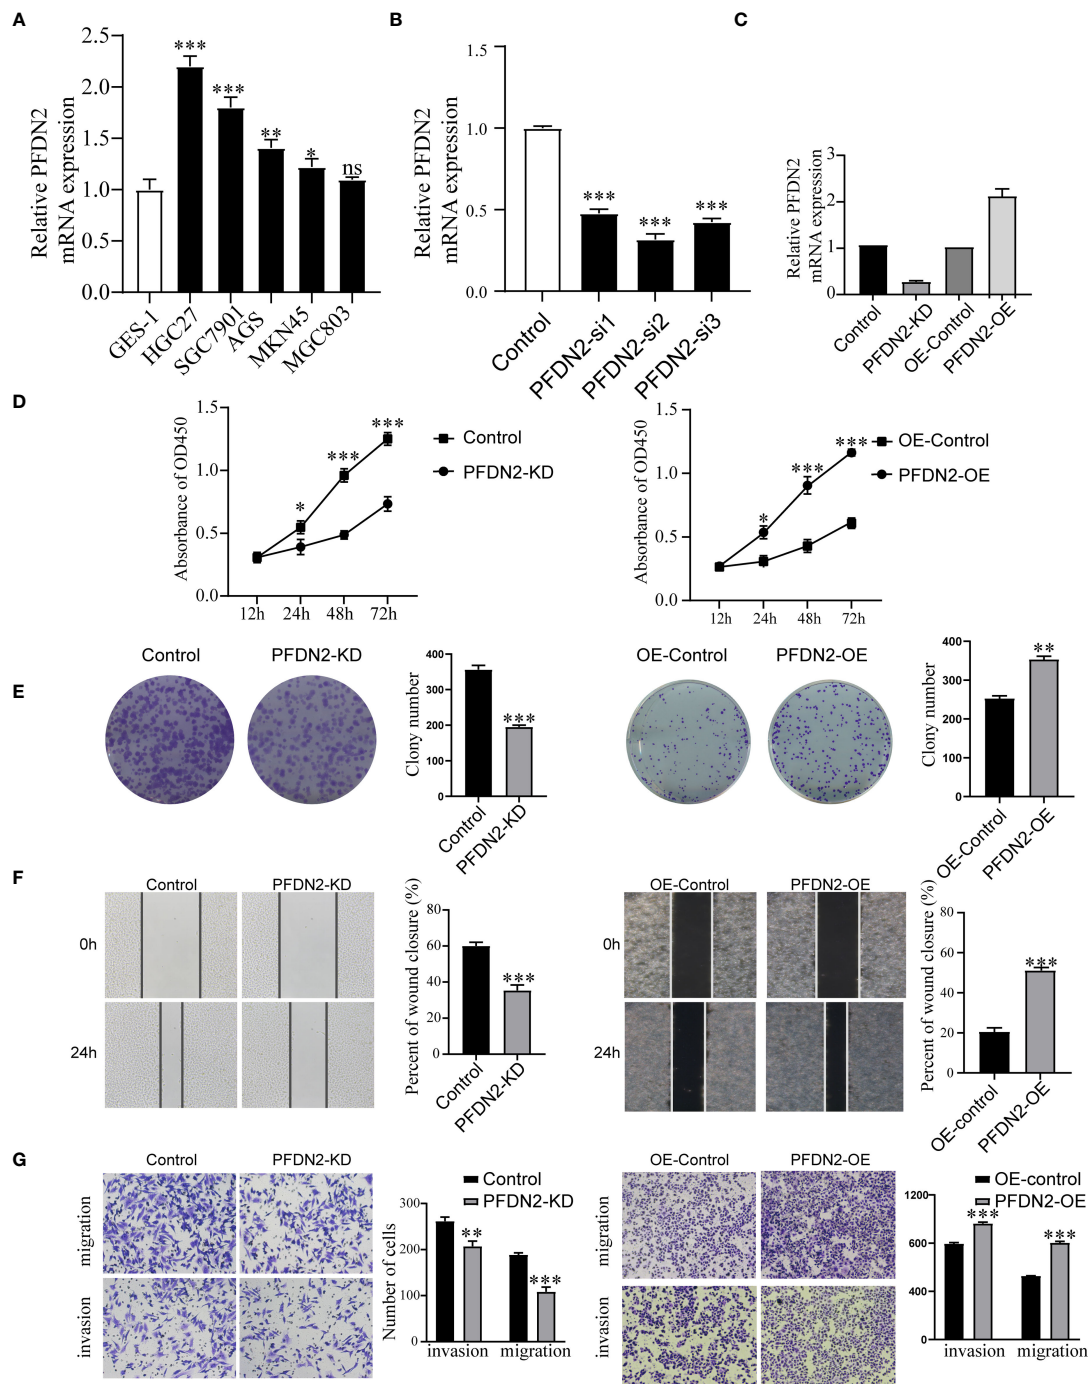 A
Relative PFDN2
mRNA expression
2.5
2.0
1.5
1.0
0.5
0.0
***
***
**
*
ns
GES-1
HGC27
SGC7901
AGS
MKN45
MGC803
B
Relative PFDN2
mRNA expression
1.5
1.0
0.5
0.0
***
***
***
Control
PFDN2-si1
PFDN2-si2
PFDN2-si3
C
Relative PFDN2
mRNA expression
3
2
1
0
Control
PFDN2-KD
OE-Control
PFDN2-OE
D
Absorbance of OD450
1.5
1.0
0.5
0.0
*
***
***
12h 24h 48h 72h
Control
PFDN2-KD
Absorbance of OD450
1.5
1.0
0.5
0.0
*
***
***
12h 24h 48h 72h
OE-Control
PFDN2-OE
E
Control PFDN2-KD
Clony number
400
300
200
100
0
***
Control
PFDN2-KD
OE-Control PFDN2-OE
Clony number
400
300
200
100
0
**
OE-Control
PFDN2-OE
F
Control PFDN2-KD
0h
24h
Percent of wound closure (%)
80
60
40
20
0
***
Control
PFDN2-KD
OE-Control PFDN2-OE
0h
24h
Percent of wound closure (%)
80
60
40
20
0
***
OE-control
PFDN2-OE
G
Control PFDN2-KD
migration
invasion
Number of cells
300
200
100
0
Control
PFDN2-KD
**
***
invasion migration
OE-Control PFDN2-OE
migration
invasion
1200
600
600
0
OE-control
PFDN2-OE
***
***
invasion migration